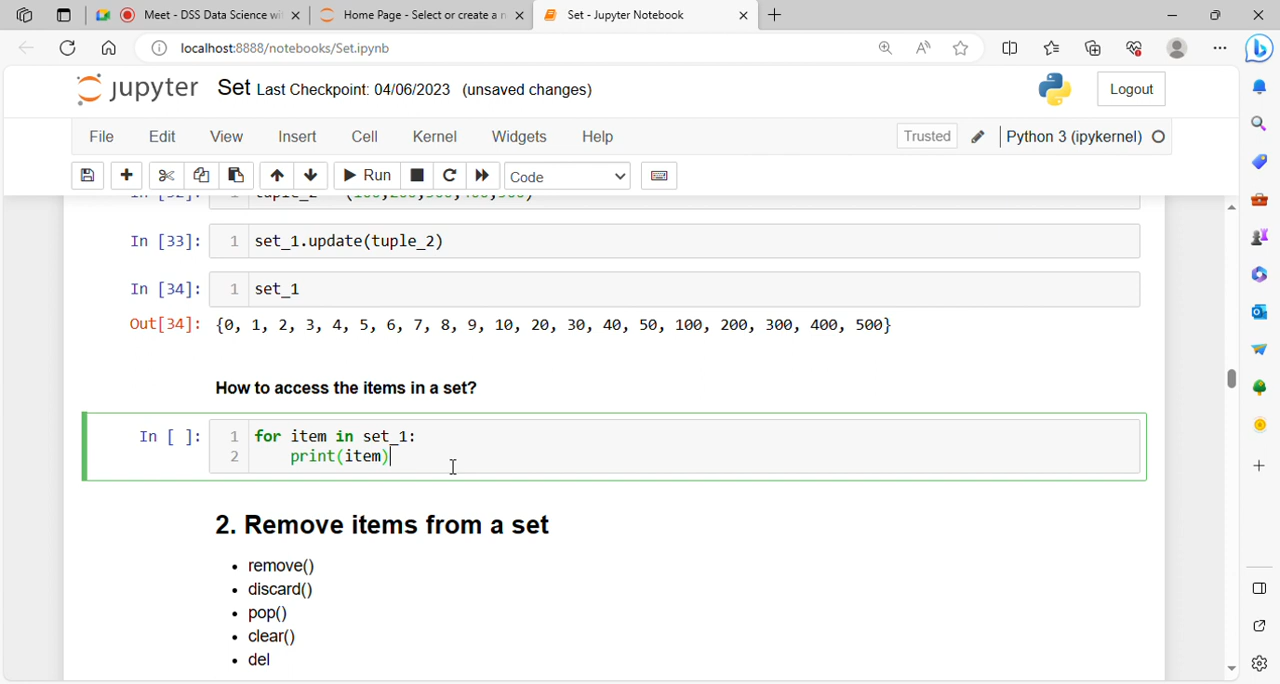 Meet - DSS Data Science wi
Home Page - Select or create a n
Set - Jupyter Notebook
localhost:8888/notebooks/Set.ipynb
jupyter Set Last Checkpoint: 04/06/2023 (unsaved changes)
Logout
File Edit View Insert Cell Kernel Widgets Help
Trusted Python 3 (ipykernel)
Run Code
In [33]: 1 set_1.update(tuple_2)
In [34]: 1 set_1
Out[34]: {0, 1, 2, 3, 4, 5, 6, 7, 8, 9, 10, 20, 30, 40, 50, 100, 200, 300, 400, 500}
How to access the items in a set?
In [ ]: 1 for item in set_1:
2 print(item)
2. Remove items from a set
• remove()
• discard()
• pop()
• clear()
• del